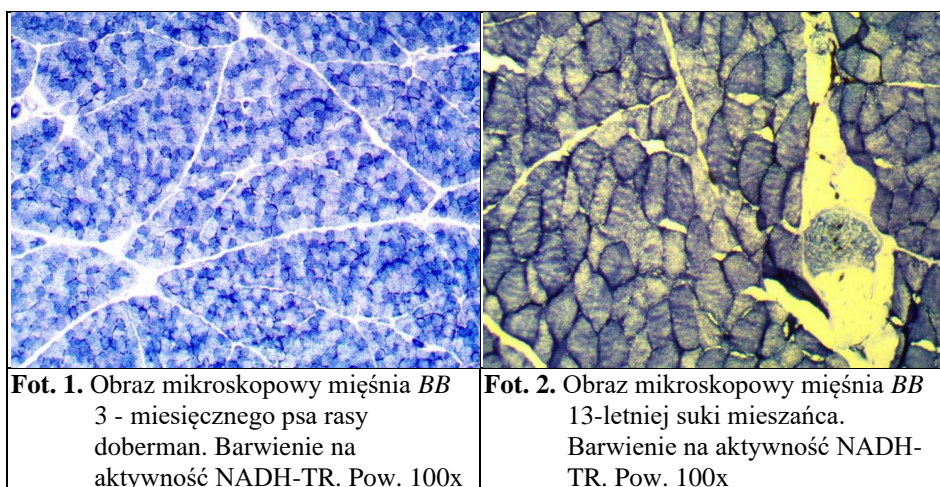 Fot. 1. Obraz mikroskopowy mięśnia BB
3 - miesięcznego psa rasy
doberman. Barwienie na
aktywność NADH-TR. Pow. 100x
Fot. 2. Obraz mikroskopowy mięśnia BB
13-letniej suki mieszańca.
Barwienie na aktywność NADH-
TR. Pow. 100x